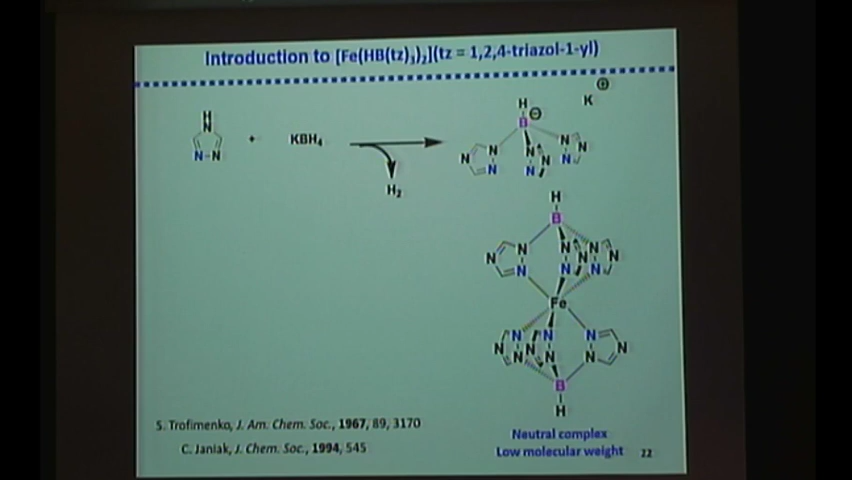 Introduction to [Fe(HB(tz)₃)₂](tz = 1,2,4-triazol-1-yl)
H
N
N-N
+
KBH₄
H₂
H
B ⊖
K ⊕
N N N N
N N N N N
H
B
N N N N N
N N N
Fe
N N N
N N N N N N
B
H
S. Trofimenko, J. Am. Chem. Soc., 1967, 89, 3170
C. Janiak, J. Chem. Soc., 1994, 545
Neutral complex
Low molecular weight 22